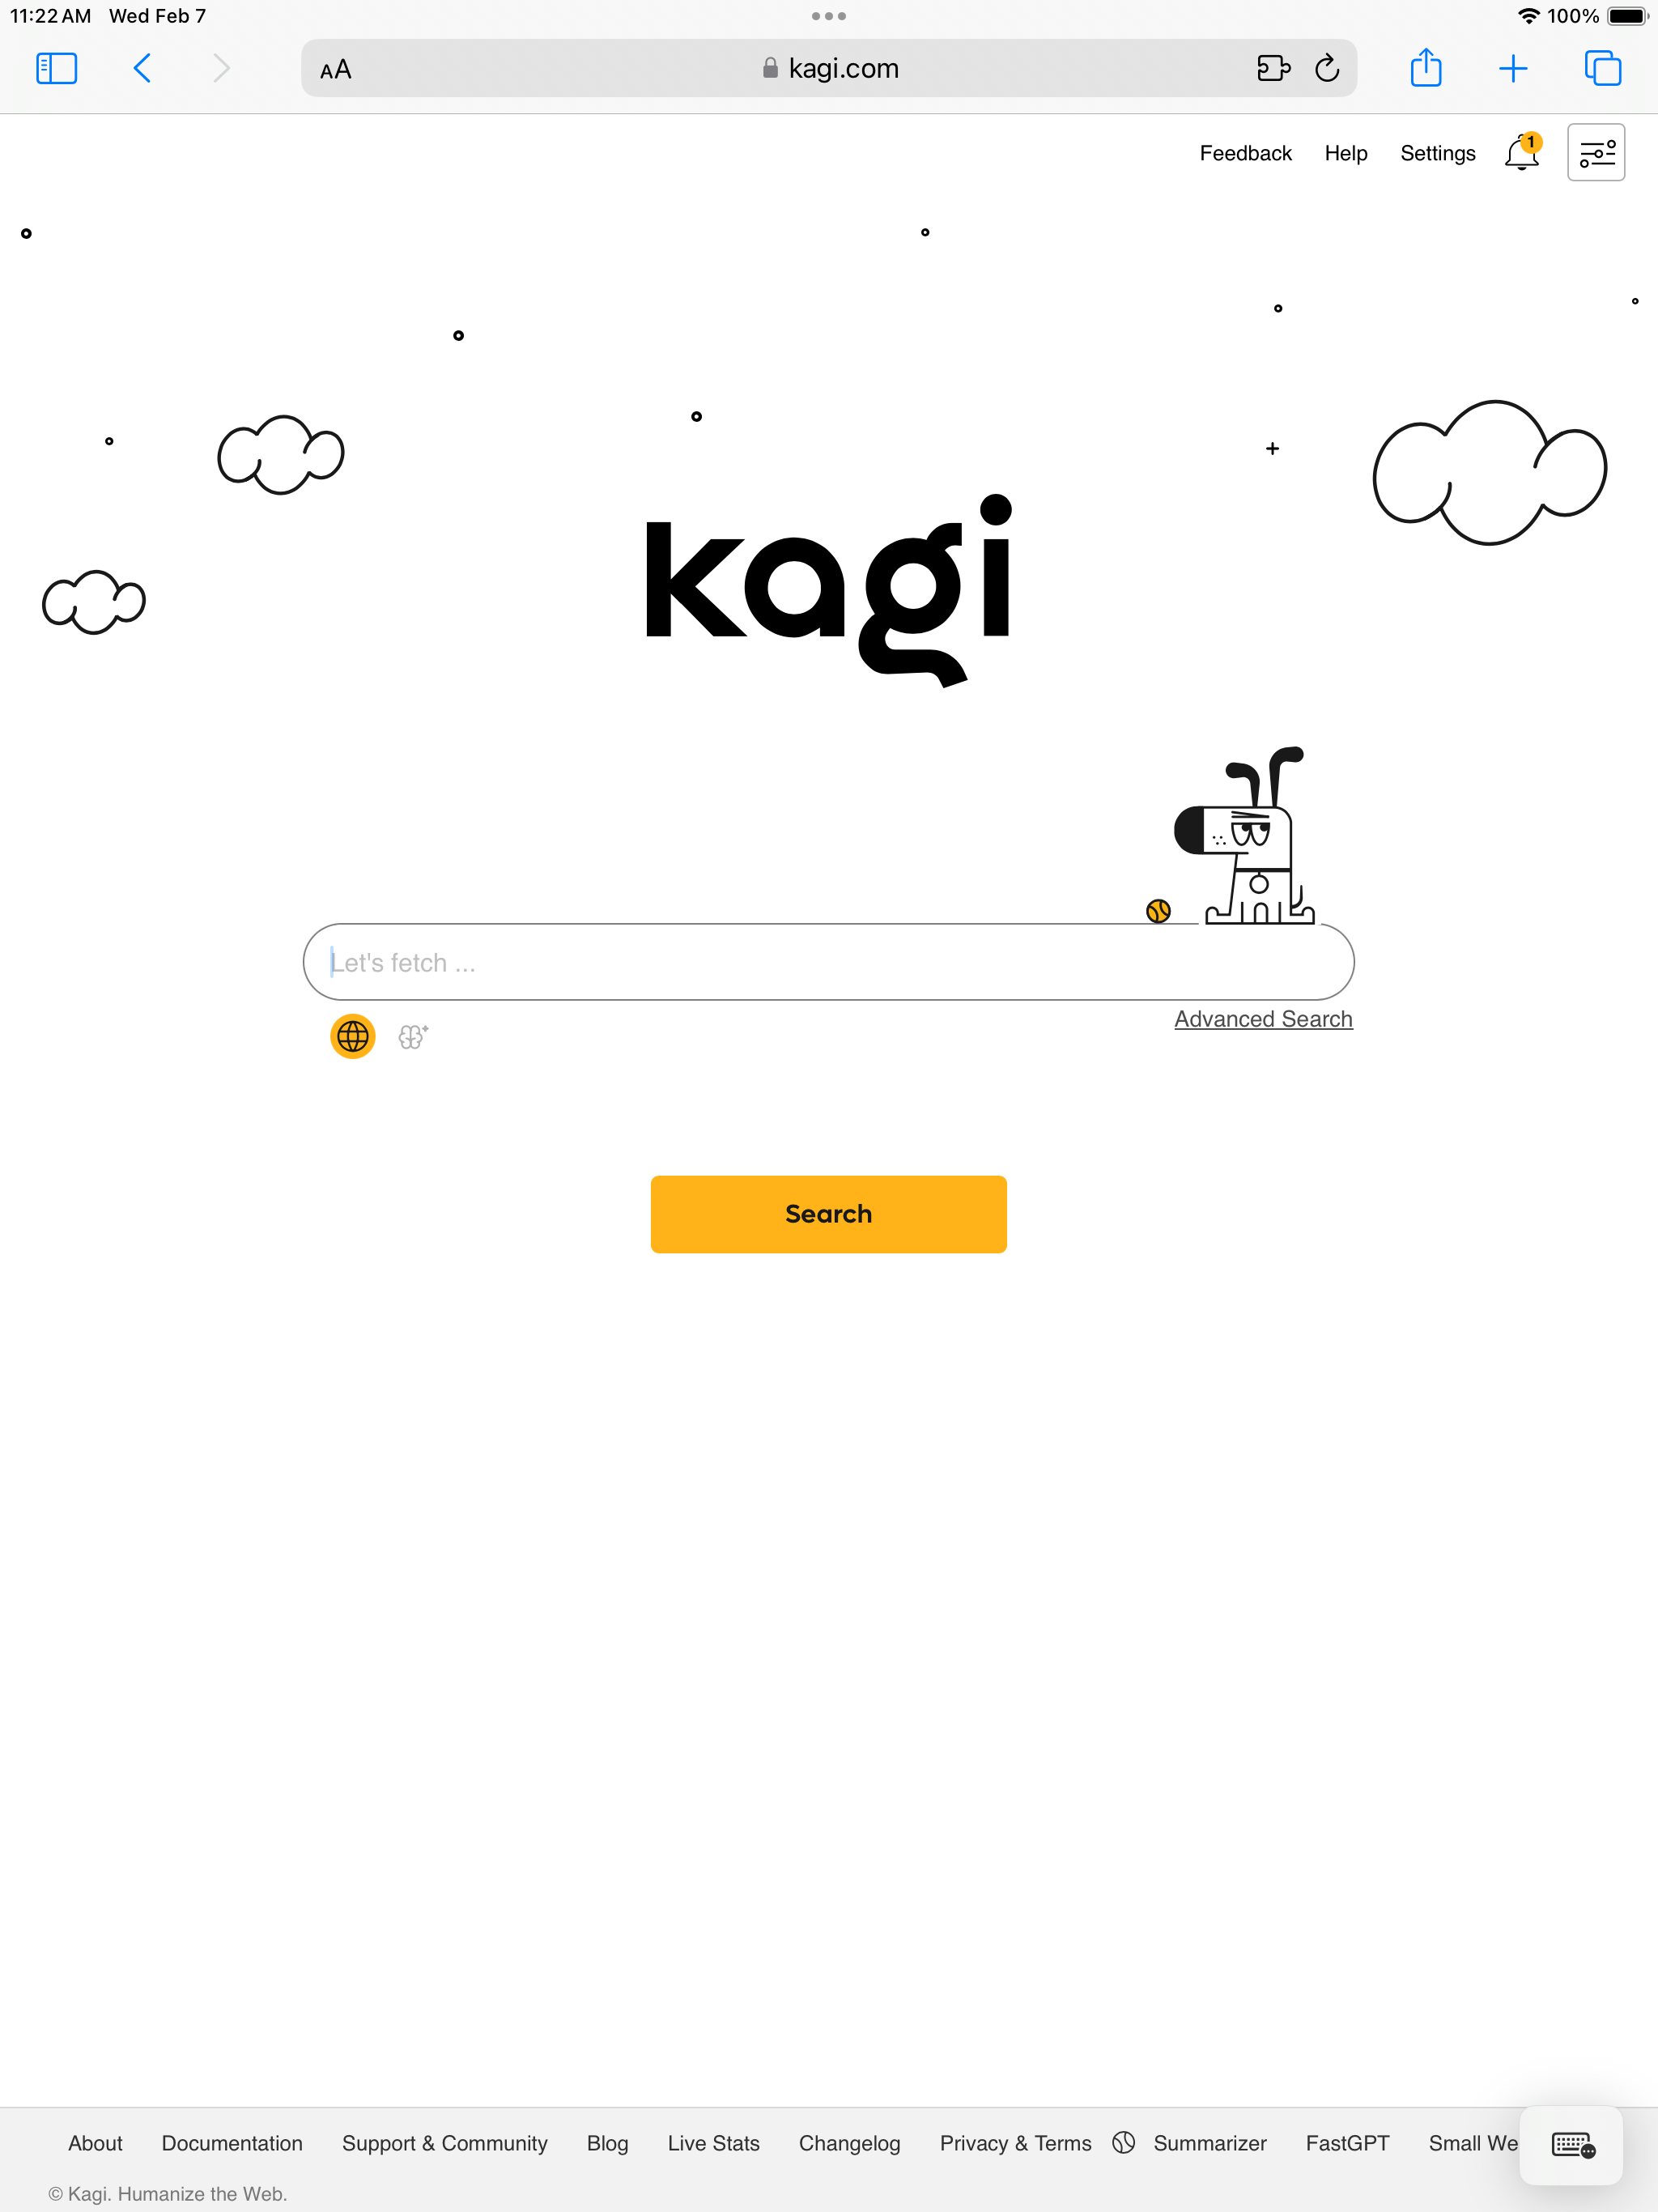 11:22 AM Wed Feb 7
100%
AA
kagi.com
Feedback Help Settings 1
kagi
Let's fetch ...
Advanced Search
Search
About Documentation Support & Community Blog Live Stats Changelog Privacy & Terms Summarizer FastGPT Small We
© Kagi. Humanize the Web.